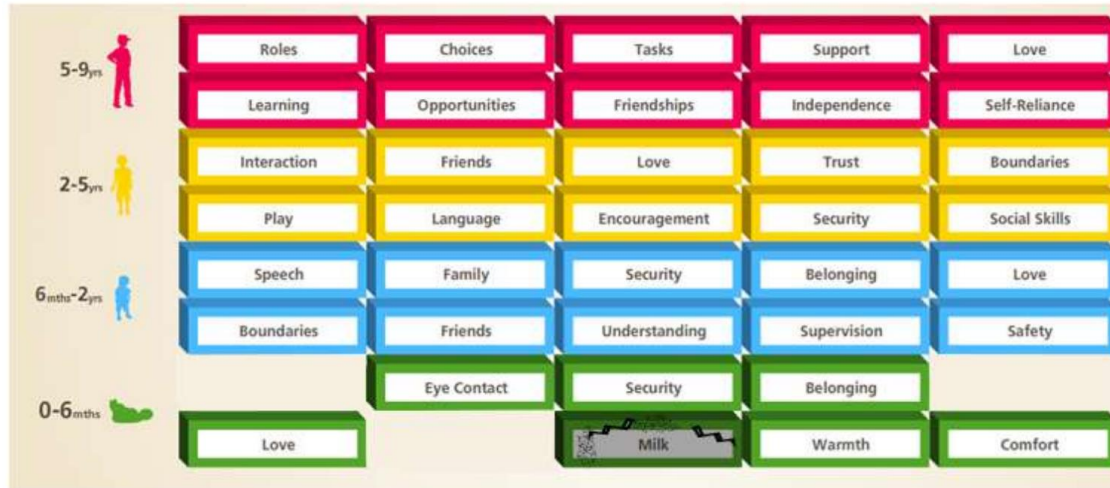 5-9yrs
Roles Choices Tasks Support Love
Learning Opportunities Friendships Independence Self-Reliance
2-5yrs
Interaction Friends Love Trust Boundaries
Play Language Encouragement Security Social Skills
6mths-2yrs
Speech Family Security Belonging Love
Boundaries Friends Understanding Supervision Safety
0-6mths
Eye Contact Security Belonging
Love Milk Warmth Comfort